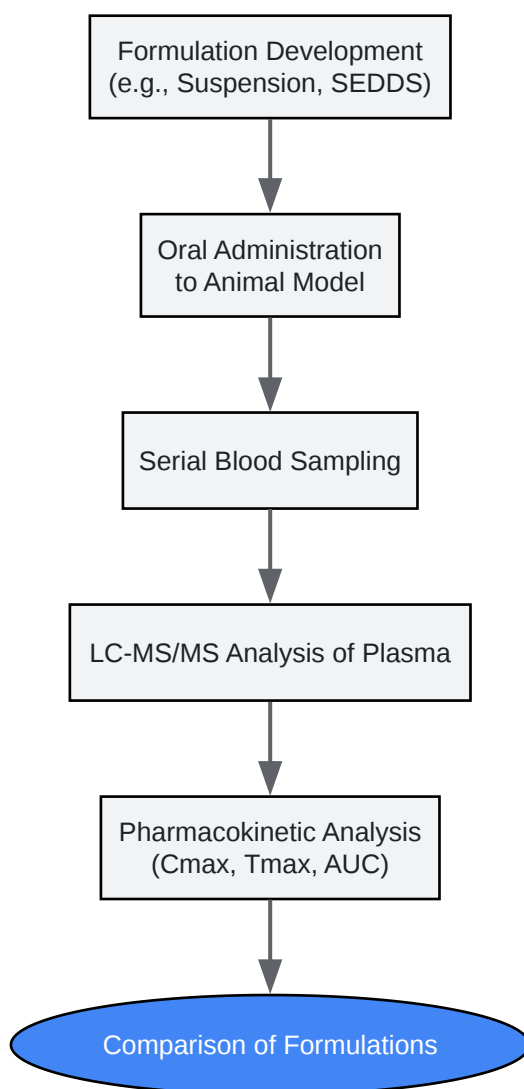 Formulation Development
(e.g., Suspension, SEDDS)
Oral Administration
to Animal Model
Serial Blood Sampling
LC-MS/MS Analysis of Plasma
Pharmacokinetic Analysis
(Cmax, Tmax, AUC)
Comparison of Formulations